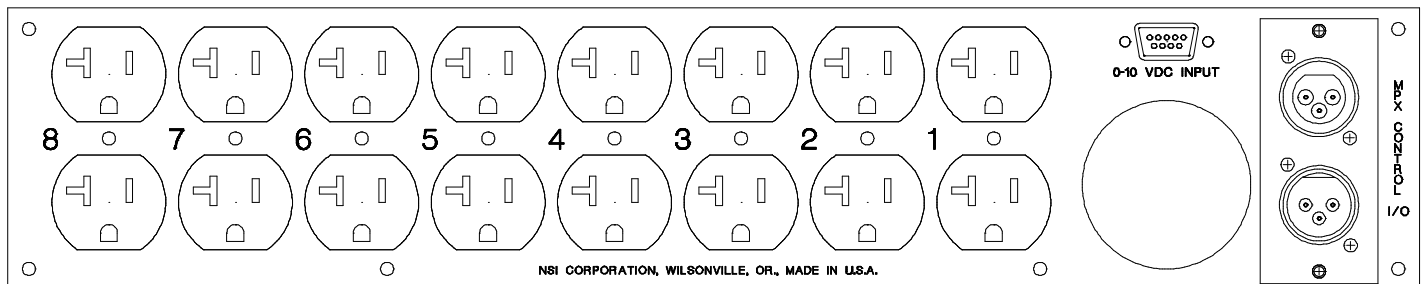 0-10 VDC INPUT
8 7 6 5 4 3 2 1
MPX CONTROL
I/O
NSI CORPORATION, WILSONVILLE, OR., MADE IN U.S.A.